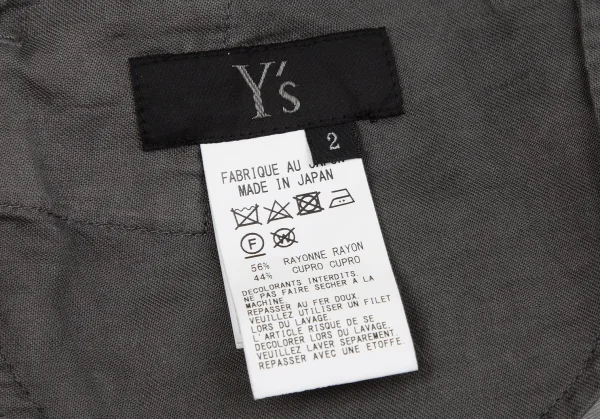 Y's
2
FABRIQUE AU JAPON
MADE IN JAPAN
F
W
56% RAYONNE RAYON
44% CUPRO CUPRO
DECOLORANTS INTERDITS.
NE PAS FAIRE SECHER A LA
MACHINE.
REPASSER AU FER DOUX.
VEUILLEZ UTILISER UN FILET
LORS DU LAVAGE.
L'ARTICLE RISQUE DE SE
DECOLORER LORS DU LAVAGE.
VEUILLEZ LAVER SEPAREMENT.
REPASSER AVEC UNE ETOFFE.